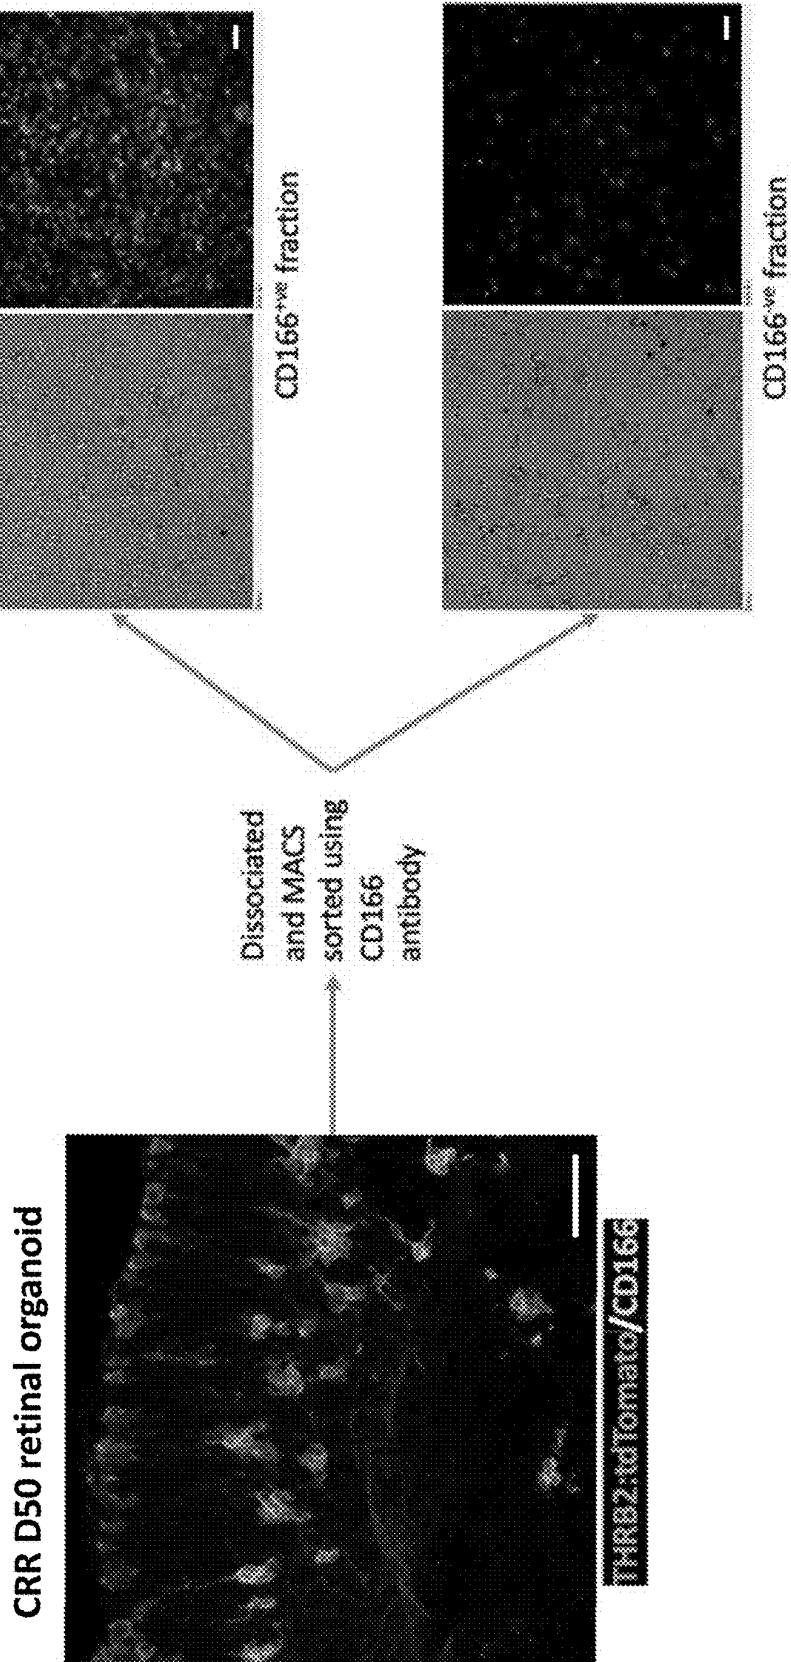 CRR D50 retinal organoid
THRB2:tdTomato/CD166
Dissociated
and MACS
sorted using
CD166
antibody
CD166+ve fraction
CD166-ve fraction